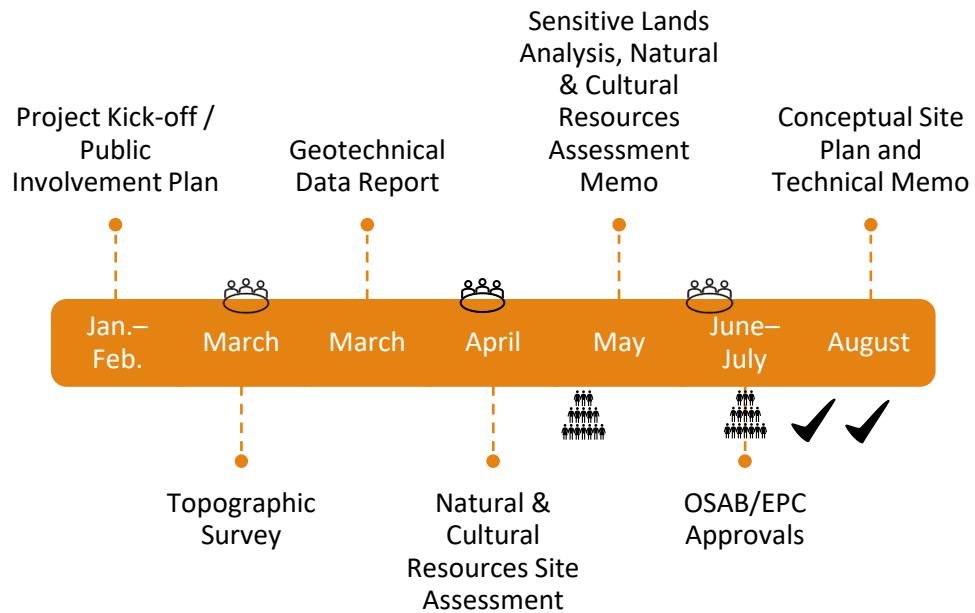 Project Kick-off /
Public
Involvement Plan
Geotechnical
Data Report
Sensitive Lands
Analysis, Natural
& Cultural
Resources
Assessment
Memo
Conceptual Site
Plan and
Technical Memo
Jan.–
Feb.
March
March
April
May
June–
July
August
Topographic
Survey
Natural &
Cultural
Resources Site
Assessment
OSAB/EPC
Approvals